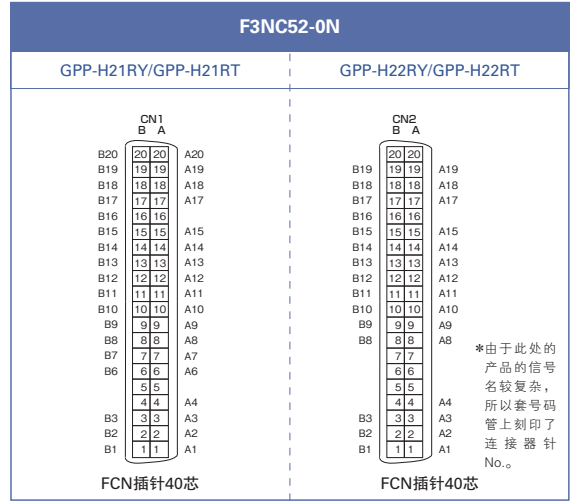 F3NC52-0N
GPP-H21RY/GPP-H21RT
GPP-H22RY/GPP-H22RT
CN1
B A
B20 20 20 A20
B19 19 19 A19
B18 18 18 A18
B17 17 17 A17
B16 16 16
B15 15 15 A15
B14 14 14 A14
B13 13 13 A13
B12 12 12 A12
B11 11 11 A11
B10 10 10 A10
B9 9 9 A9
B8 8 8 A8
B7 7 7 A7
B6 6 6 A6
5 5
4 4 A4
B3 3 3 A3
B2 2 2 A2
B1 1 1 A1
FCN插针40芯
CN2
B A
20 20
B19 19 19 A19
B18 18 18 A18
B17 17 17 A17
B16 16 16
B15 15 15 A15
B14 14 14 A14
B13 13 13 A13
B12 12 12 A12
B11 11 11 A11
B10 10 10 A10
B9 9 9 A9
B8 8 8 A8
7 7
6 6
5 5
4 4 A4
B3 3 3 A3
B2 2 2 A2
B1 1 1 A1
FCN插针40芯
*由于此处的
产品的信号
名较复杂，
所以套号码
管上刻印了
连接器针
No.。